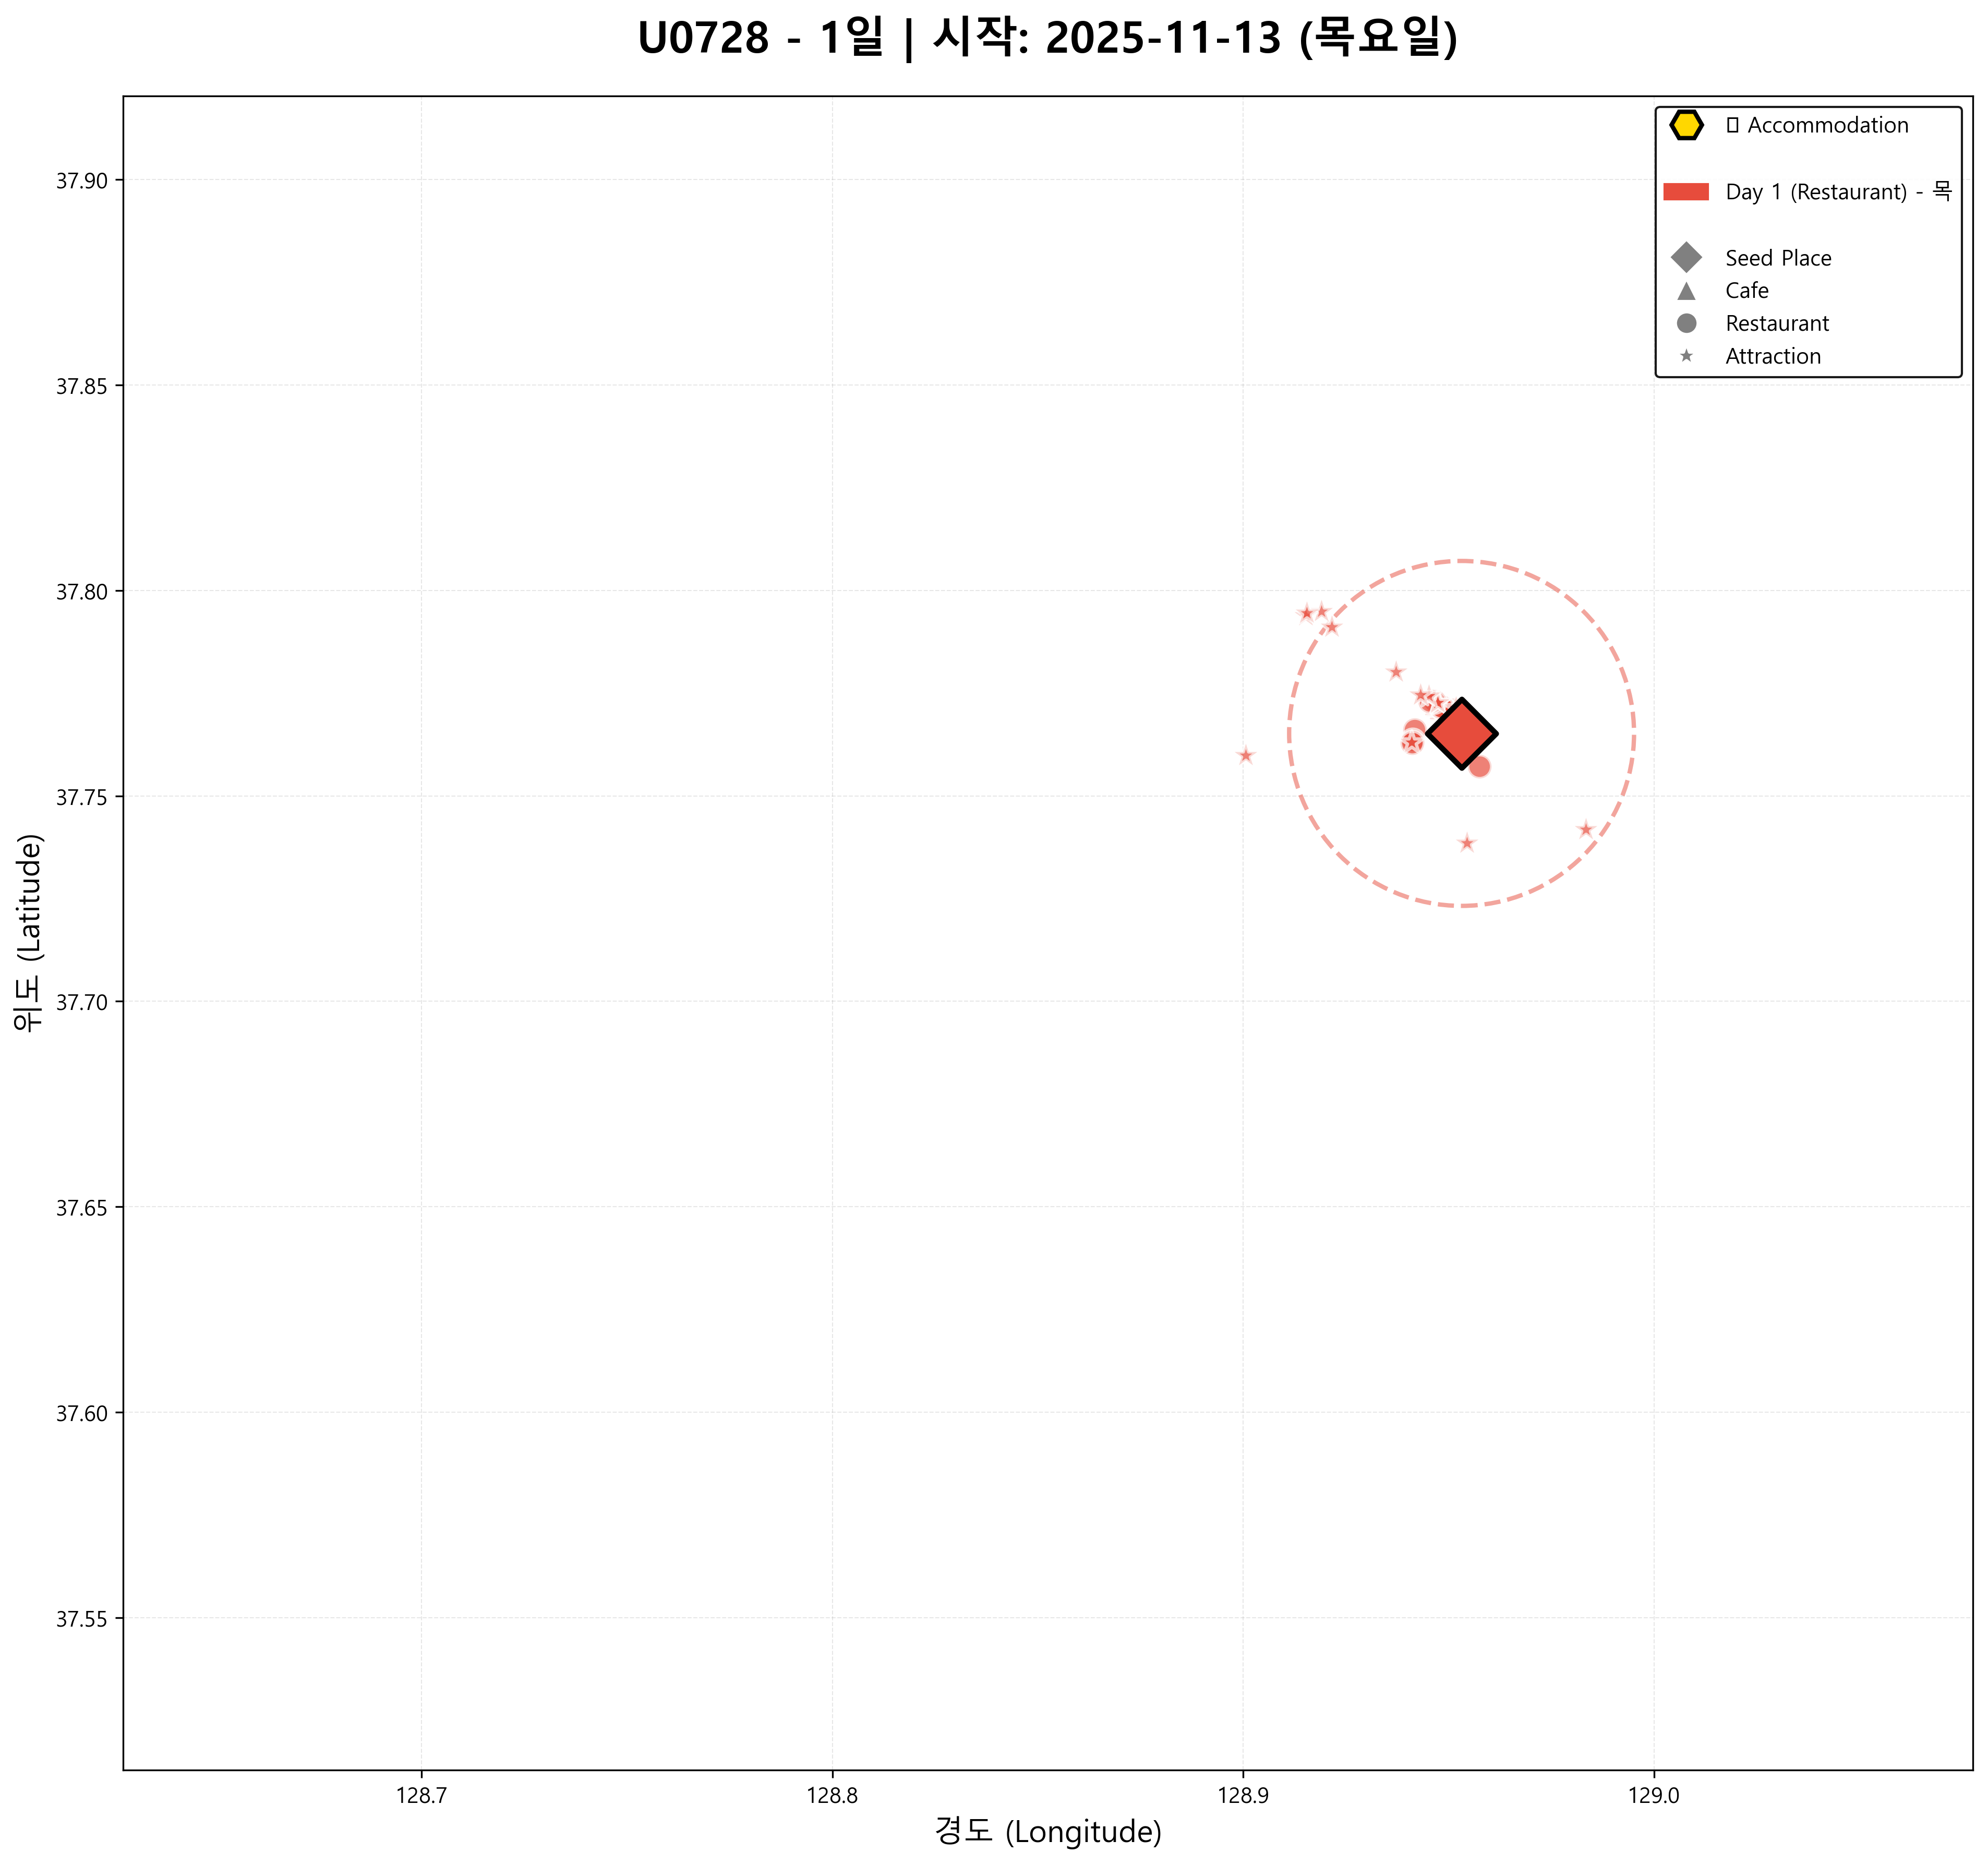 U0728 - 1일 | 시작: 2025-11-13 (목요일)
Accommodation
Day 1 (Restaurant) - 목
Seed Place
Cafe
Restaurant
Attraction
위도 (Latitude)
37.90
37.85
37.80
37.75
37.70
37.65
37.60
37.55
128.7
128.8
128.9
129.0
경도 (Longitude)